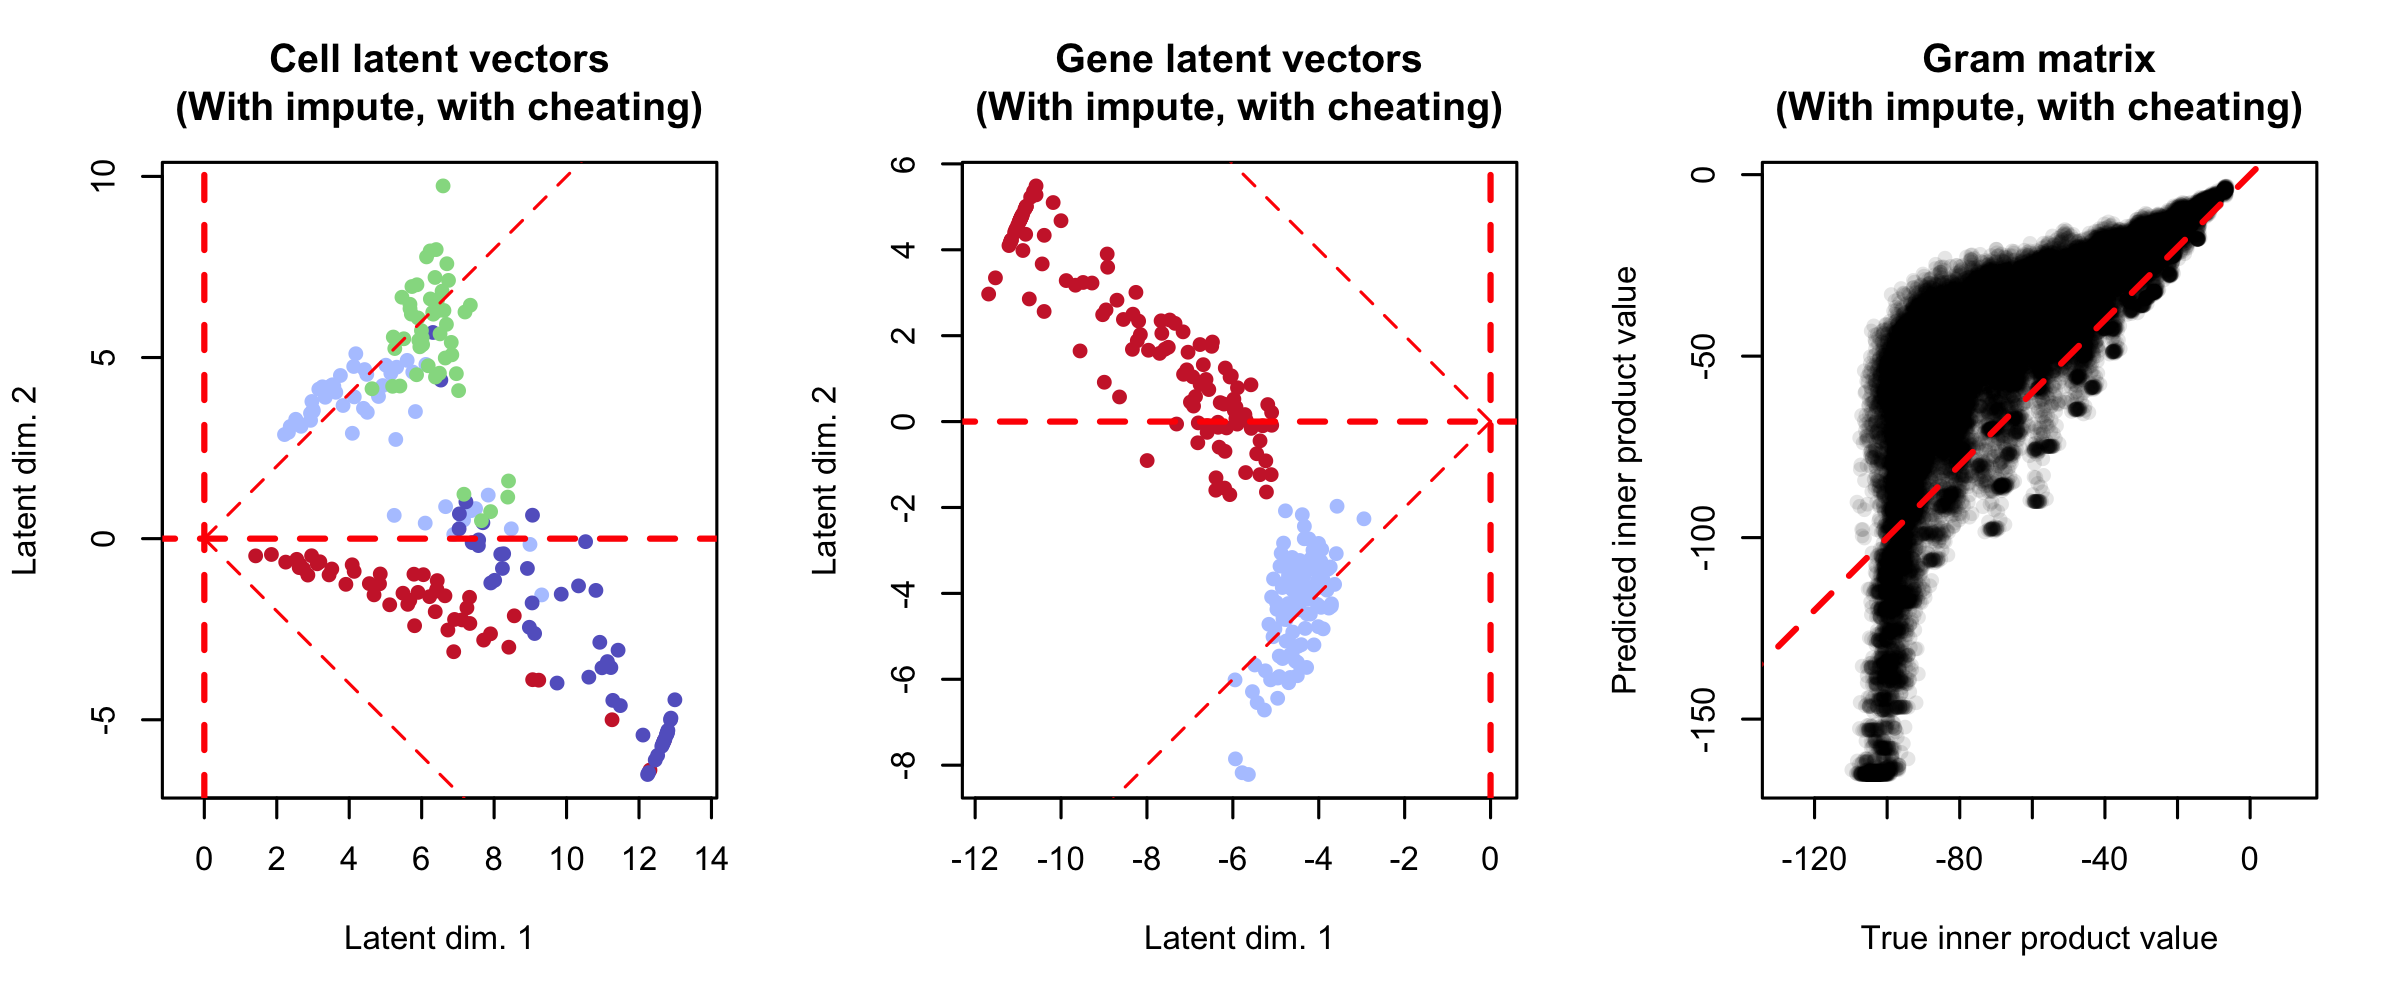 Cell latent vectors
(With impute, with cheating)
10
5
0
-5
Latent dim. 2
0 2 4 6 8 10 12 14
Latent dim. 1
Gene latent vectors
(With impute, with cheating)
6
4
2
0
-2
-4
-6
-8
Latent dim. 2
-12 -10 -8 -6 -4 -2 0
Latent dim. 1
Gram matrix
(With impute, with cheating)
0
-50
-100
-150
Predicted inner product value
-120 -80 -40 0
True inner product value